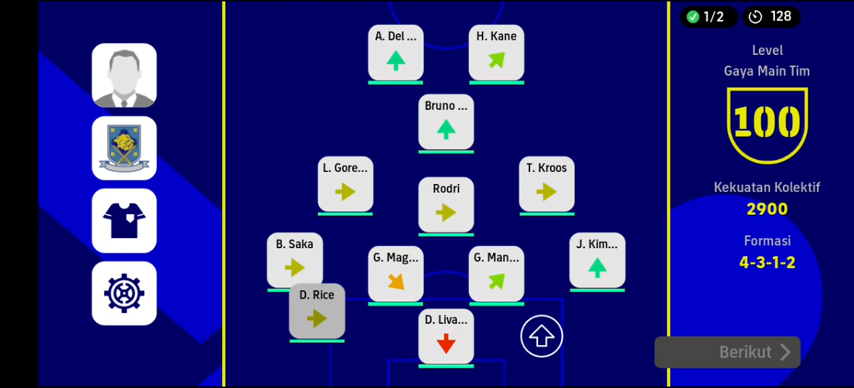 1/2
128
A. Del ...
H. Kane
Bruno ...
L. Gore...
T. Kroos
Rodri
B. Saka
G. Mag...
G. Man...
J. Kim...
D. Rice
D. Liva...
Level
Gaya Main Tim
100
Kekuatan Kolektif
2900
Formasi
4-3-1-2
Berikut